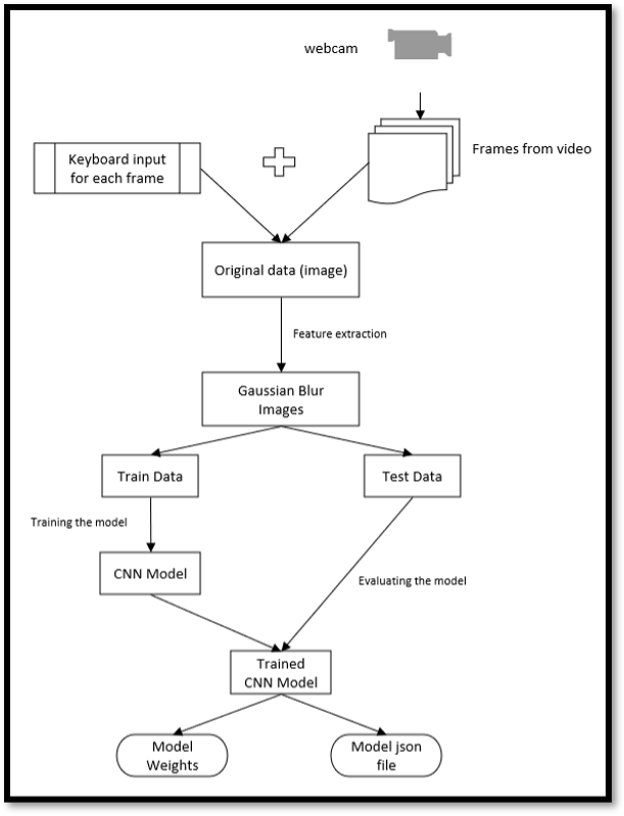 webcam
Frames from video
Keyboard input
for each frame
Original data (image)
Feature extraction
Gaussian Blur
Images
Train Data
Test Data
Training the model
CNN Model
Evaluating the model
Trained
CNN Model
Model
Weights
Model json
file